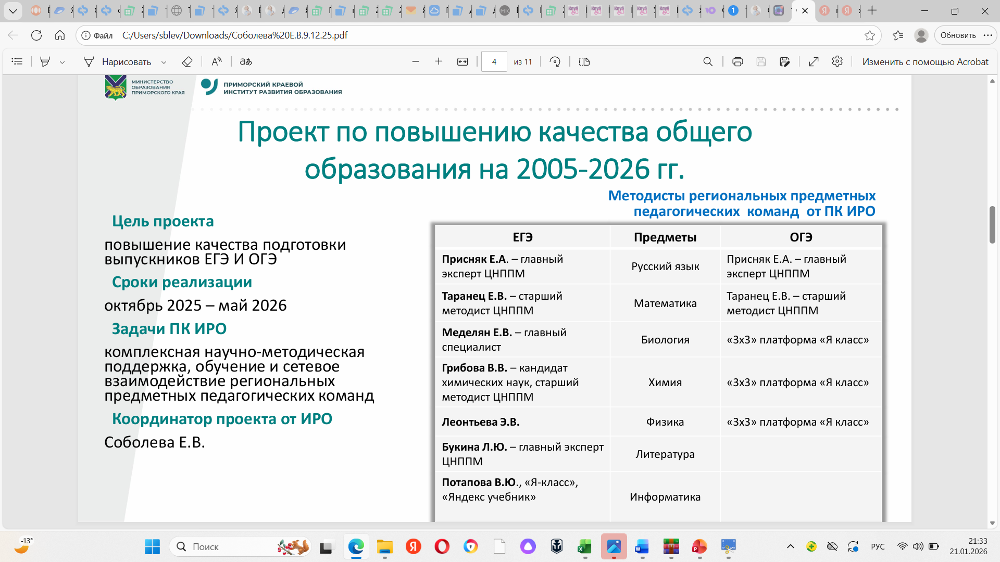 Файл
C:/Users/sblev/Downloads/Соболева%20Е.В.9.12.25.pdf
Обновить
Нарисовать
4
из 11
Изменить с помощью Acrobat
МИНИСТЕРСТВО
ОБРАЗОВАНИЯ
ПРИМОРСКОГО КРАЯ
ПРИМОРСКИЙ КРАЕВОЙ
ИНСТИТУТ РАЗВИТИЯ ОБРАЗОВАНИЯ
Проект по повышению качества общего
образования на 2005-2026 гг.
Цель проекта
повышение качества подготовки
выпускников ЕГЭ И ОГЭ
Сроки реализации
октябрь 2025 – май 2026
Задачи ПК ИРО
комплексная научно-методическая
поддержка, обучение и сетевое
взаимодействие региональных
предметных педагогических команд
Координатор проекта от ИРО
Соболева Е.В.
Методисты региональных предметных
педагогических команд от ПК ИРО
ЕГЭ Предметы ОГЭ
Присняк Е.А. – главный
эксперт ЦНППМ
Русский язык
Присняк Е.А. – главный
эксперт ЦНППМ
Таранец Е.В. – старший
методист ЦНППМ
Математика
Таранец Е.В. – старший
методист ЦНППМ
Меделян Е.В. – главный
специалист
Биология
«3х3» платформа «Я класс»
Грибова В.В. – кандидат
химических наук, старший
методист ЦНППМ
Химия
«3х3» платформа «Я класс»
Леонтьева Э.В.
Физика
«3х3» платформа «Я класс»
Букина Л.Ю. – главный эксперт
ЦНППМ
Литература
Потапова В.Ю., «Я-класс»,
«Яндекс учебник»
Информатика
-13°
Поиск
РУС
21:33
21.01.2026